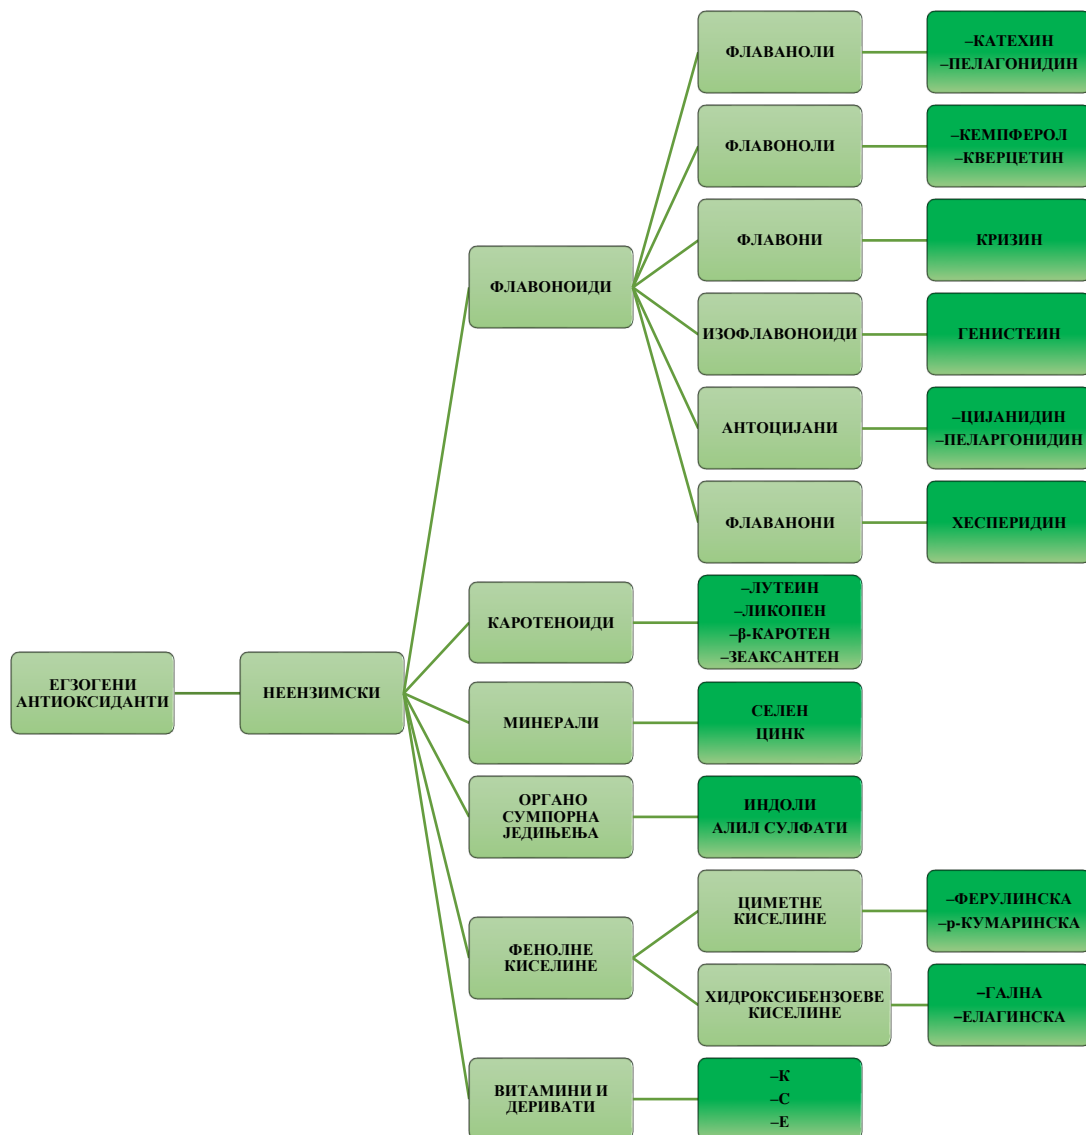 ЕГЗОГЕНИ
АНТИОКСИДАНТИ
НЕЕНЗИМСКИ
ФЛАВОНОИДИ
ФЛАВАНОЛИ
–КАТЕХИН
–ПЕЛАГОНИДИН
ФЛАВОНОЛИ
–КЕМПФЕРОЛ
–КВЕРЦЕТИН
ФЛАВОНИ
КРИЗИН
ИЗОФЛАВОНОИДИ
ГЕНИСТЕИН
АНТОЦИЈАНИ
–ЦИЈАНИДИН
–ПЕЛАРГОНИДИН
ФЛАВАНОНИ
ХЕСПЕРИДИН
КАРОТЕНОИДИ
–ЛУТЕИН
–ЛИКОПЕН
–β-КАРОТЕН
–ЗЕАКСАНТЕН
МИНЕРАЛИ
СЕЛЕН
ЦИНК
ОРГАНО
СУМПОРНА
ЈЕДИЊЕЊА
ИНДОЛИ
АЛИЛ СУЛФАТИ
ФЕНОЛНЕ
КИСЕЛИНЕ
ЦИМЕТНЕ
КИСЕЛИНЕ
–ФЕРУЛИНСКА
–p-КУМАРИНСКА
ХИДРОКСИБЕНЗОЕВЕ
КИСЕЛИНЕ
–ГАЛНА
–ЕЛАГИНСКА
ВИТАМИНИ И
ДЕРИВАТИ
–К
–С
–Е